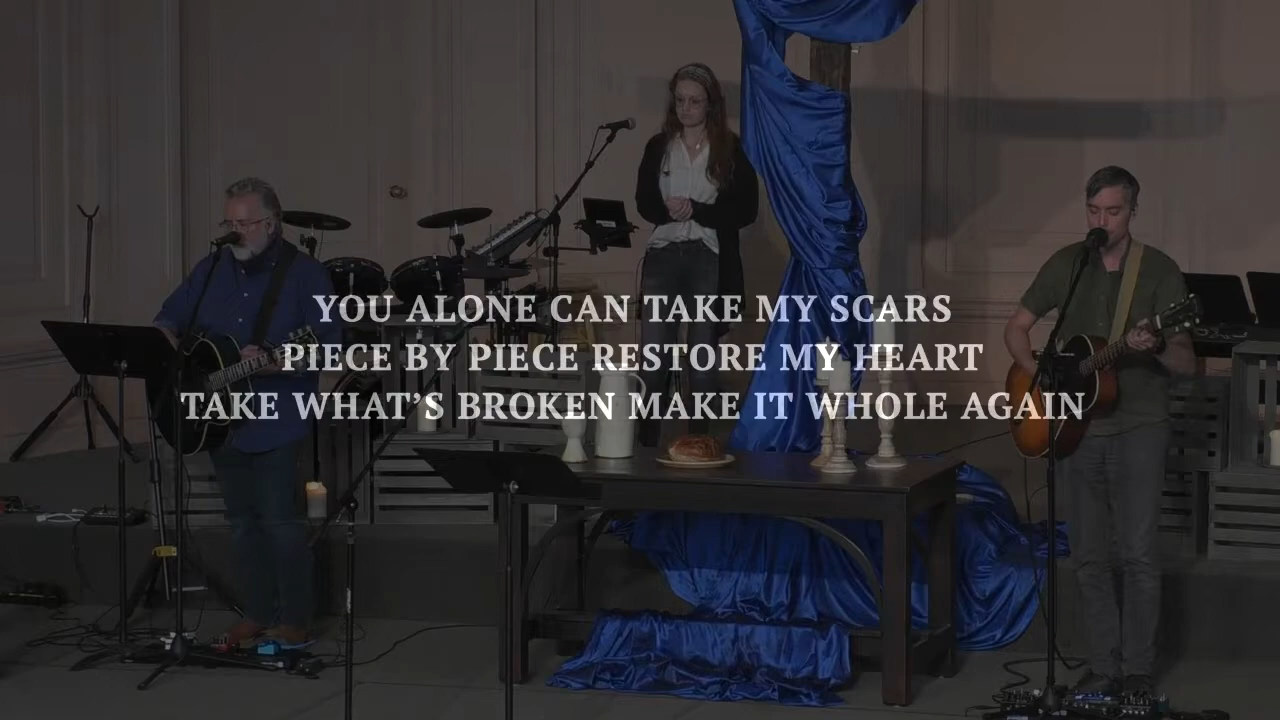 YOU ALONE CAN TAKE MY SCARS
PIECE BY PIECE RESTORE MY HEART
TAKE WHAT’S BROKEN MAKE IT WHOLE AGAIN